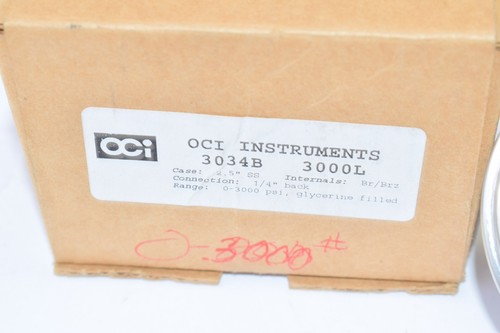 OCi
OCI INSTRUMENTS
3034B 3000L
Case: 2.5" SS Internals: Br/Brz
Connection: 1/4" back
Range: 0-3000 psi, glycerine filled
0-3000#